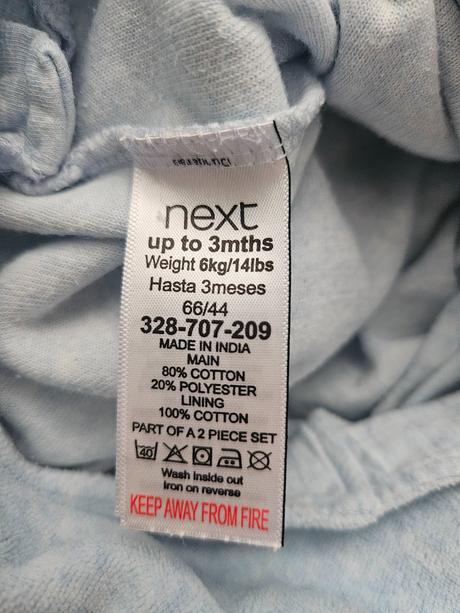 next
up to 3mths
Weight 6kg/14lbs
Hasta 3meses
66/44
328-707-209
MADE IN INDIA
MAIN
80% COTTON
20% POLYESTER
LINING
100% COTTON
PART OF A 2 PIECE SET
40
Wash inside out
Iron on reverse
KEEP AWAY FROM FIRE